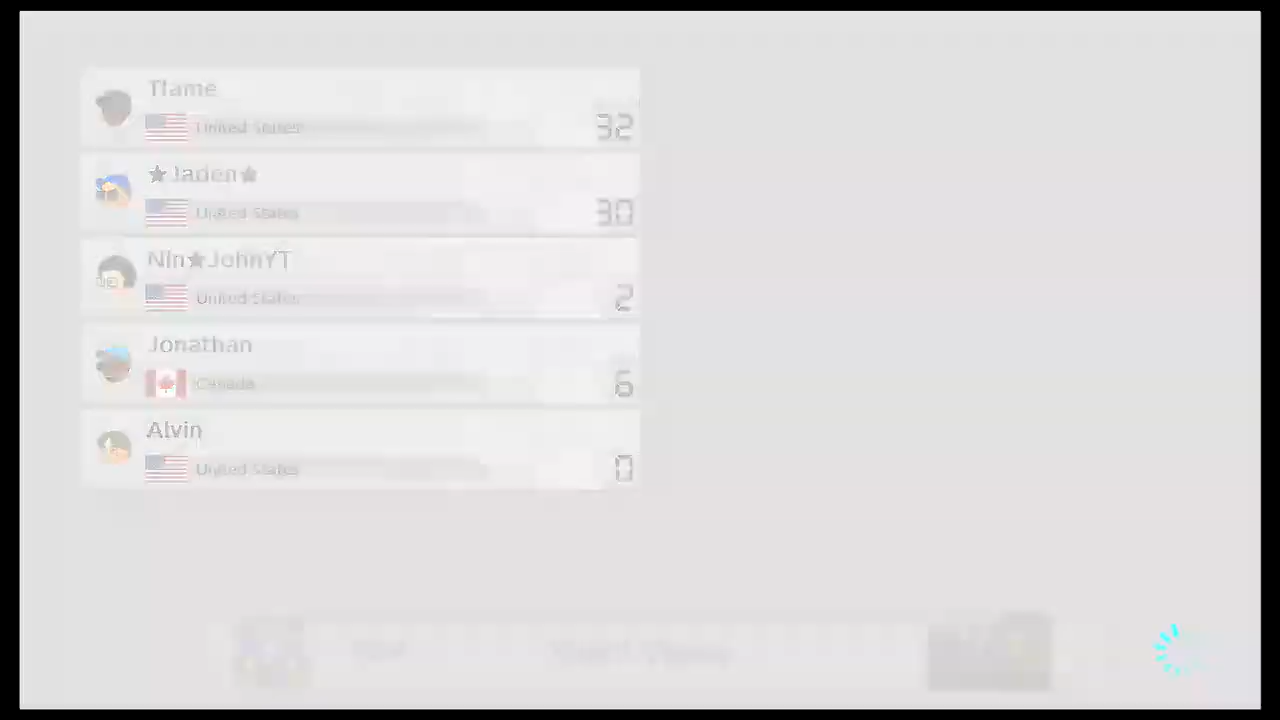 Tlame
United States
32
★Jaden★
United States
30
Nin★JohnYT
United States
2
Jonathan
Canada
6
Alvin
United States
0